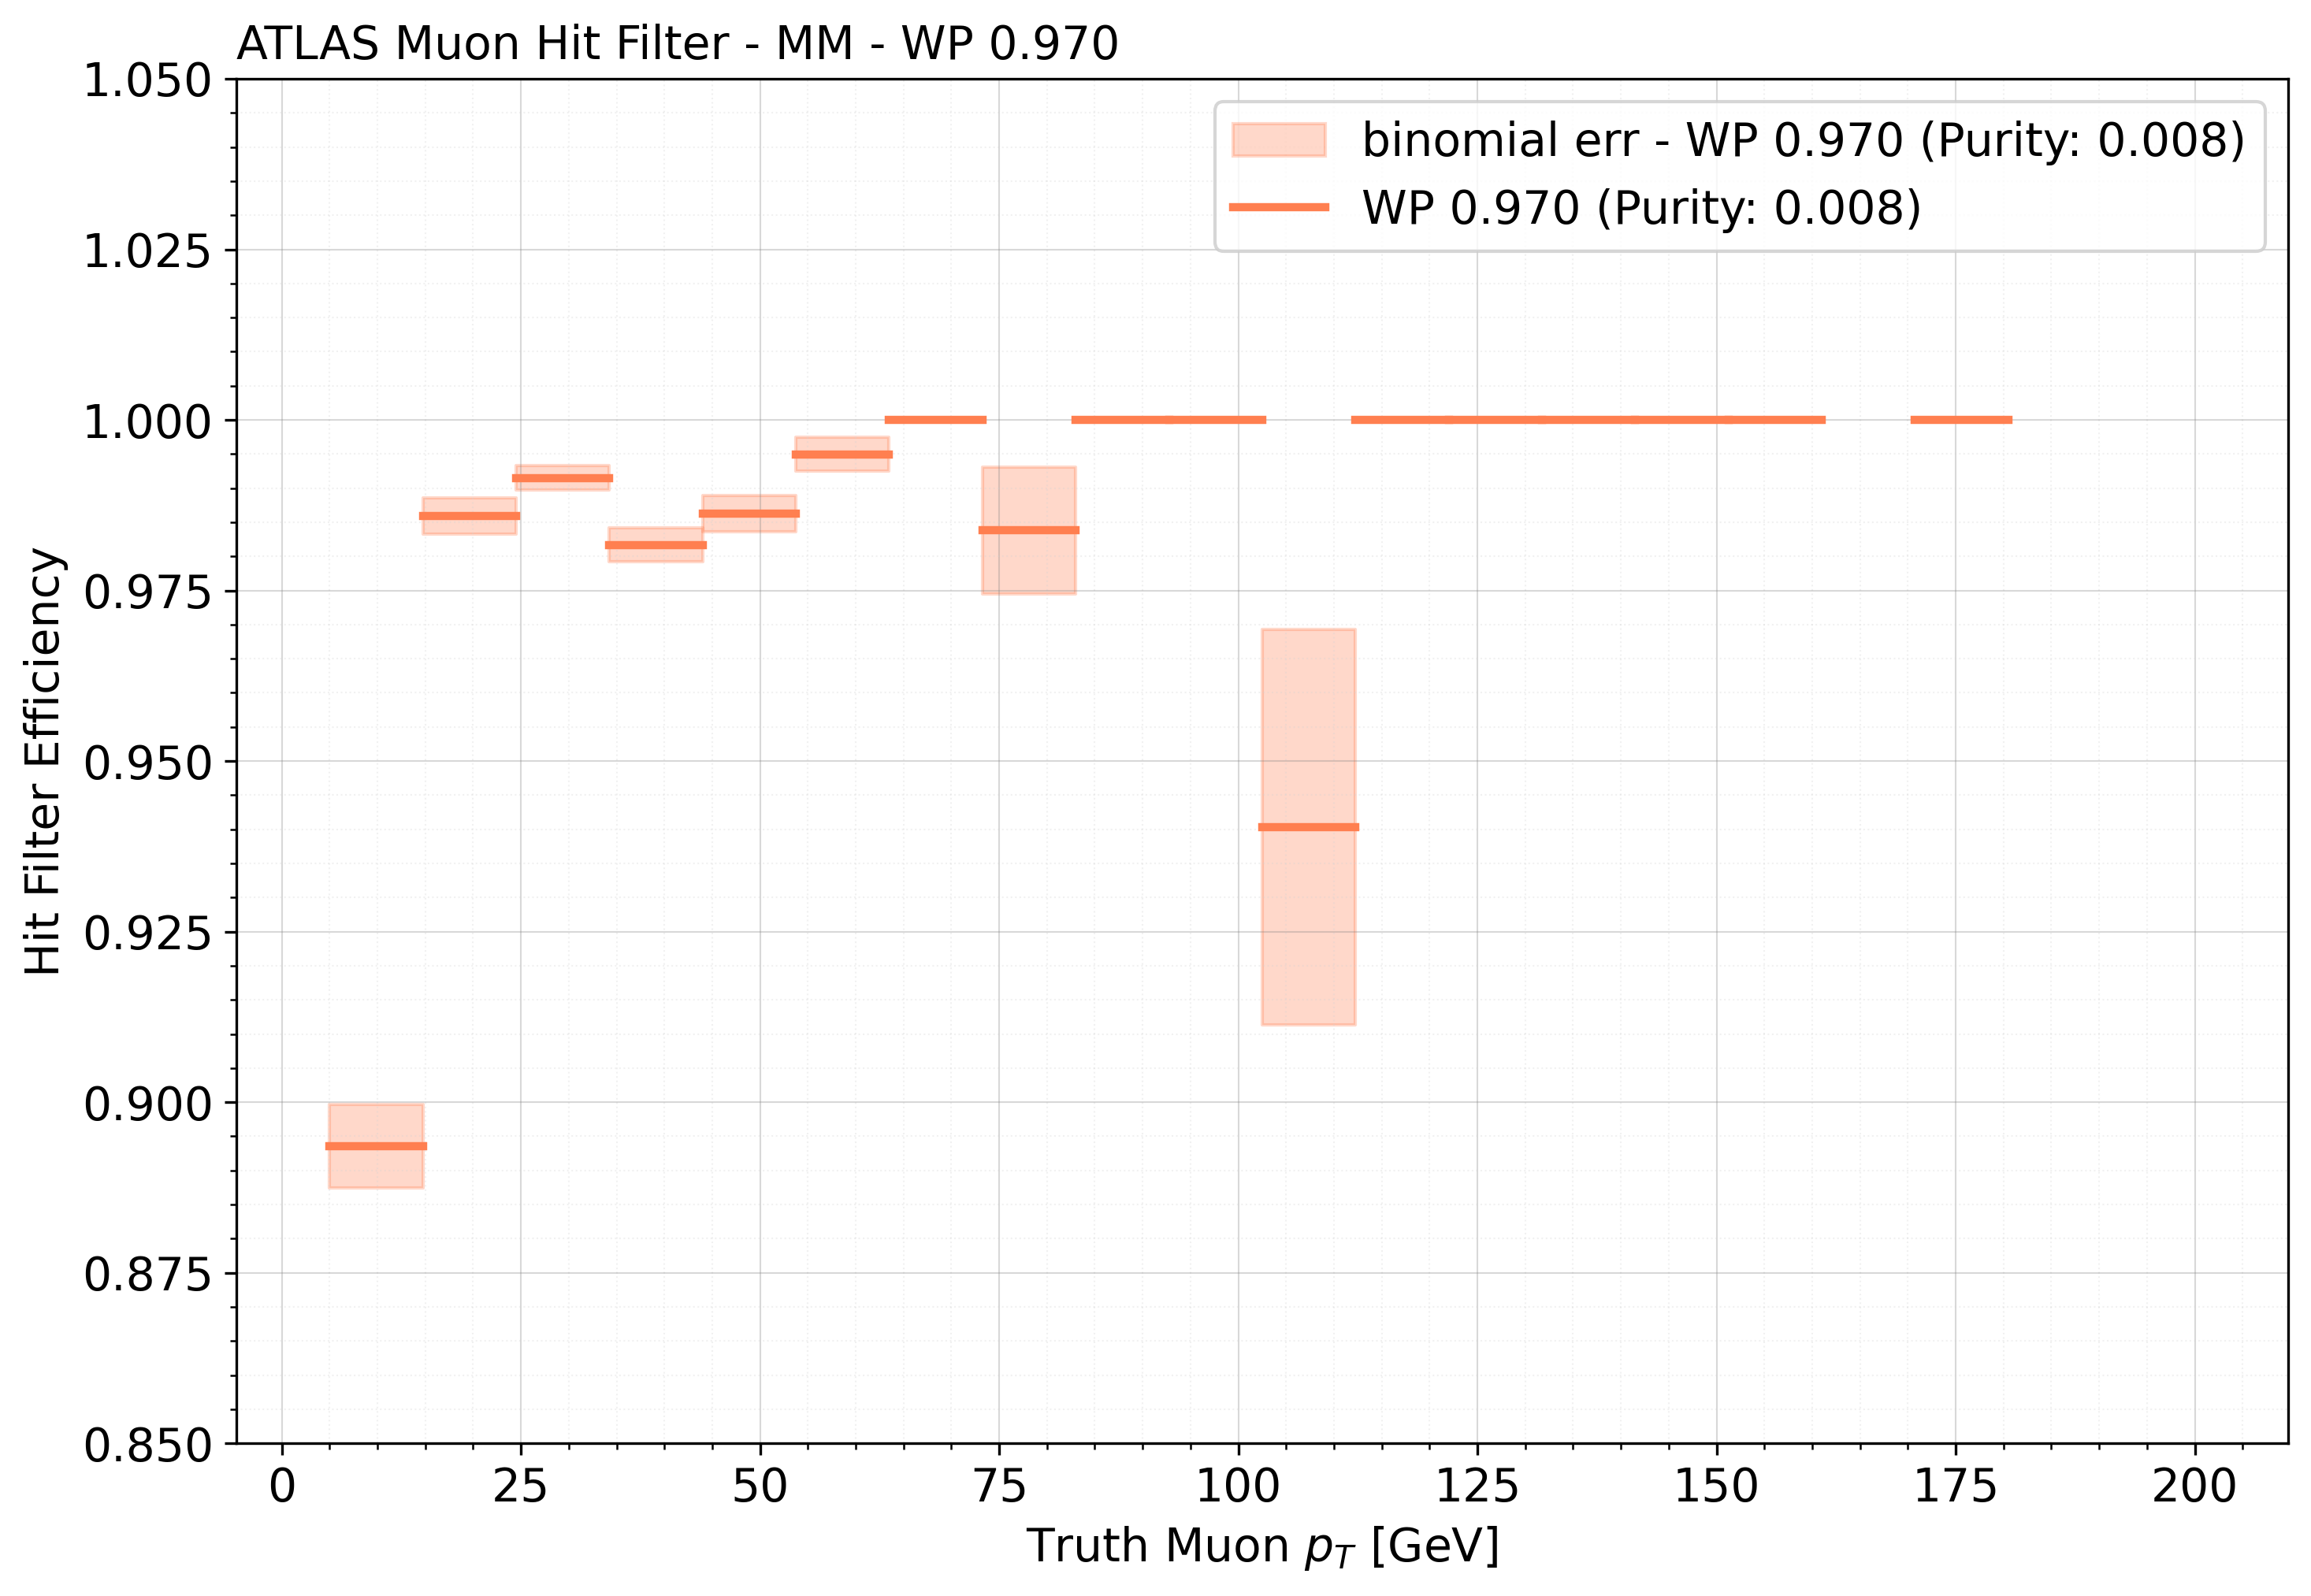 ATLAS Muon Hit Filter - MM - WP 0.970
1.050
1.025
1.000
0.975
0.950
0.925
0.900
0.875
0.850
Hit Filter Efficiency
binomial err - WP 0.970 (Purity: 0.008)
WP 0.970 (Purity: 0.008)
0 25 50 75 100 125 150 175 200
Truth Muon p_T [GeV]